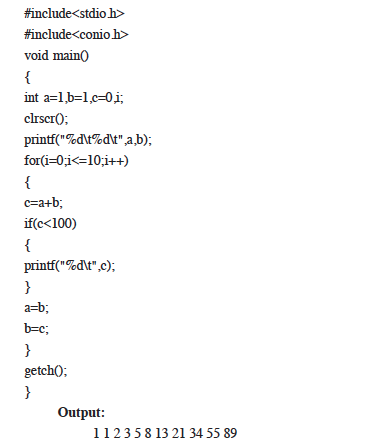 #include<stdio.h>
#include<conio.h>
void main()
{
int a=1,b=1,c=0,i;
clrscr();
printf("%d\t%d\t",a,b);
for(i=0;i<=10;i++)
{
c=a+b;
if(c<100)
{
printf("%d\t",c);
}
a=b;
b=c;
}
getch();
}
Output:
1 1 2 3 5 8 13 21 34 55 89